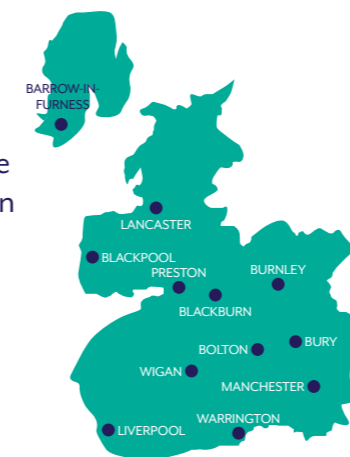 BARROW-IN-
FURNESS
e
n
LANCASTER
BLACKPOOL
PRESTON
BURNLEY
BLACKBURN
BURY
BOLTON
WIGAN
MANCHESTER
WARRINGTON
LIVERPOOL